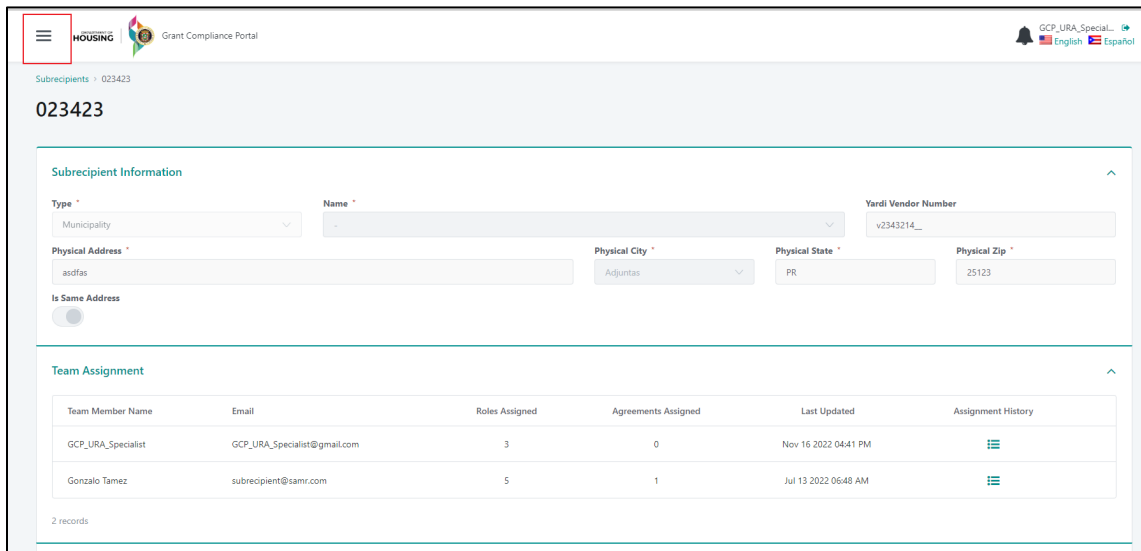 DEPARTMENT OF
HOUSING
Grant Compliance Portal
GCP_URA_Special...
English Español
Subrecipients > 023423
023423
Subrecipient Information
Type * Name * Yardi Vendor Number
Municipality - v2343214__
Physical Address * Physical City * Physical State * Physical Zip *
asdfas Adjuntas PR 25123
Is Same Address
Team Assignment
Team Member Name Email Roles Assigned Agreements Assigned Last Updated Assignment History
GCP_URA_Specialist GCP_URA_Specialist@gmail.com 3 0 Nov 16 2022 04:41 PM
Gonzalo Tamez subrecipient@samr.com 5 1 Jul 13 2022 06:48 AM
2 records